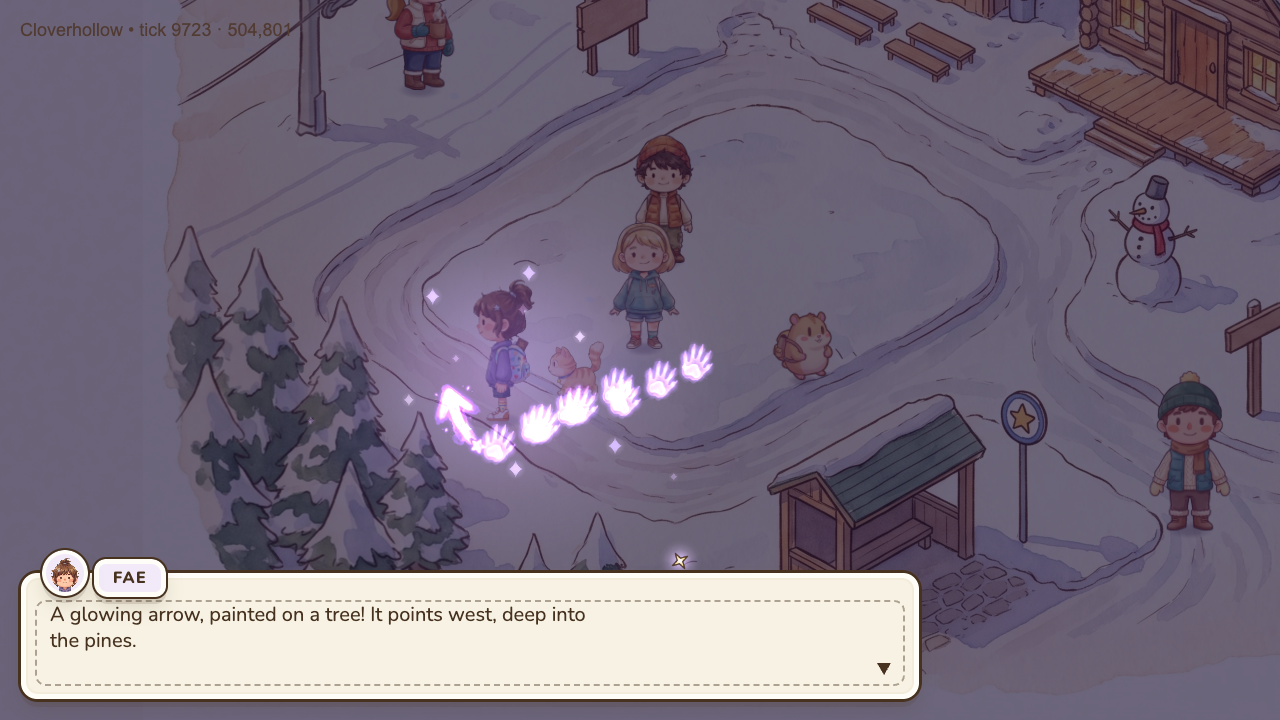 Cloverhollow • tick 9723 · 504,801
FAE
A glowing arrow, painted on a tree! It points west, deep into
the pines.